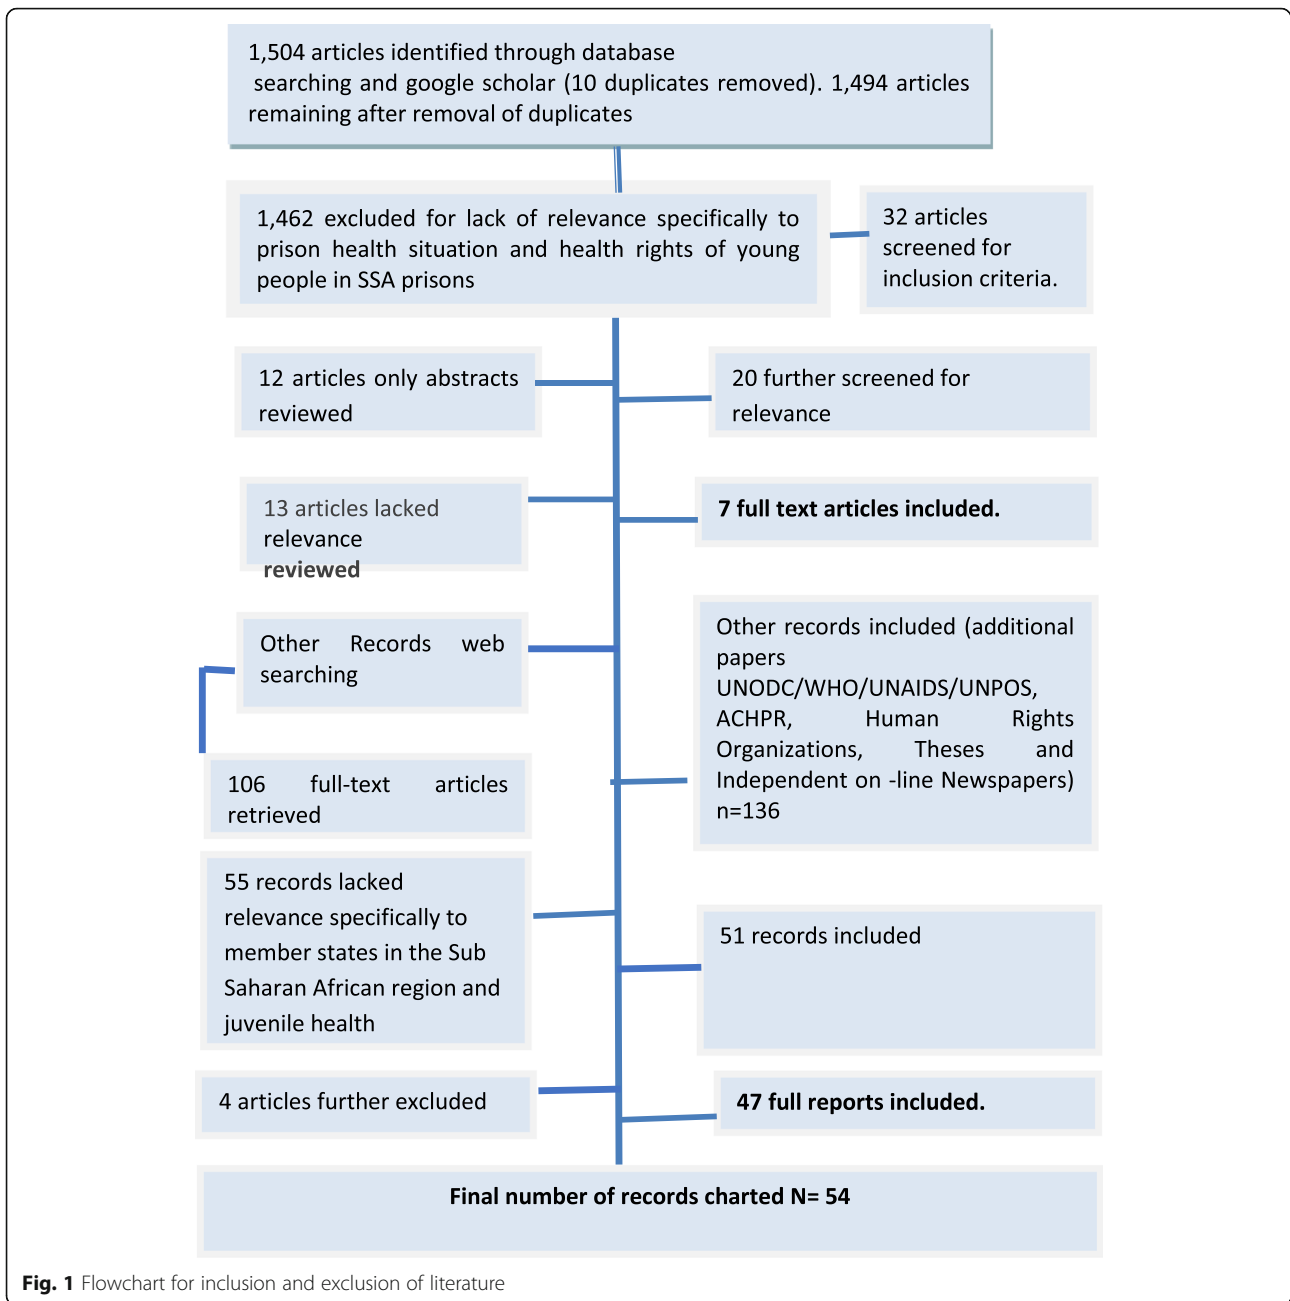 1,504 articles identified through database
searching and google scholar (10 duplicates removed). 1,494 articles
remaining after removal of duplicates
1,462 excluded for lack of relevance specifically to
prison health situation and health rights of young
people in SSA prisons
32 articles
screened for
inclusion criteria.
12 articles only abstracts
reviewed
20 further screened for
relevance
13 articles lacked
relevance
reviewed
7 full text articles included.
Other Records web
searching
Other records included (additional
papers
UNODC/WHO/UNAIDS/UNPOS,
ACHPR, Human Rights
Organizations, Theses and
Independent on -line Newspapers)
n=136
106 full-text articles
retrieved
55 records lacked
relevance specifically to
member states in the Sub
Saharan African region and
juvenile health
51 records included
4 articles further excluded
47 full reports included.
Final number of records charted N= 54
Fig. 1 Flowchart for inclusion and exclusion of literature